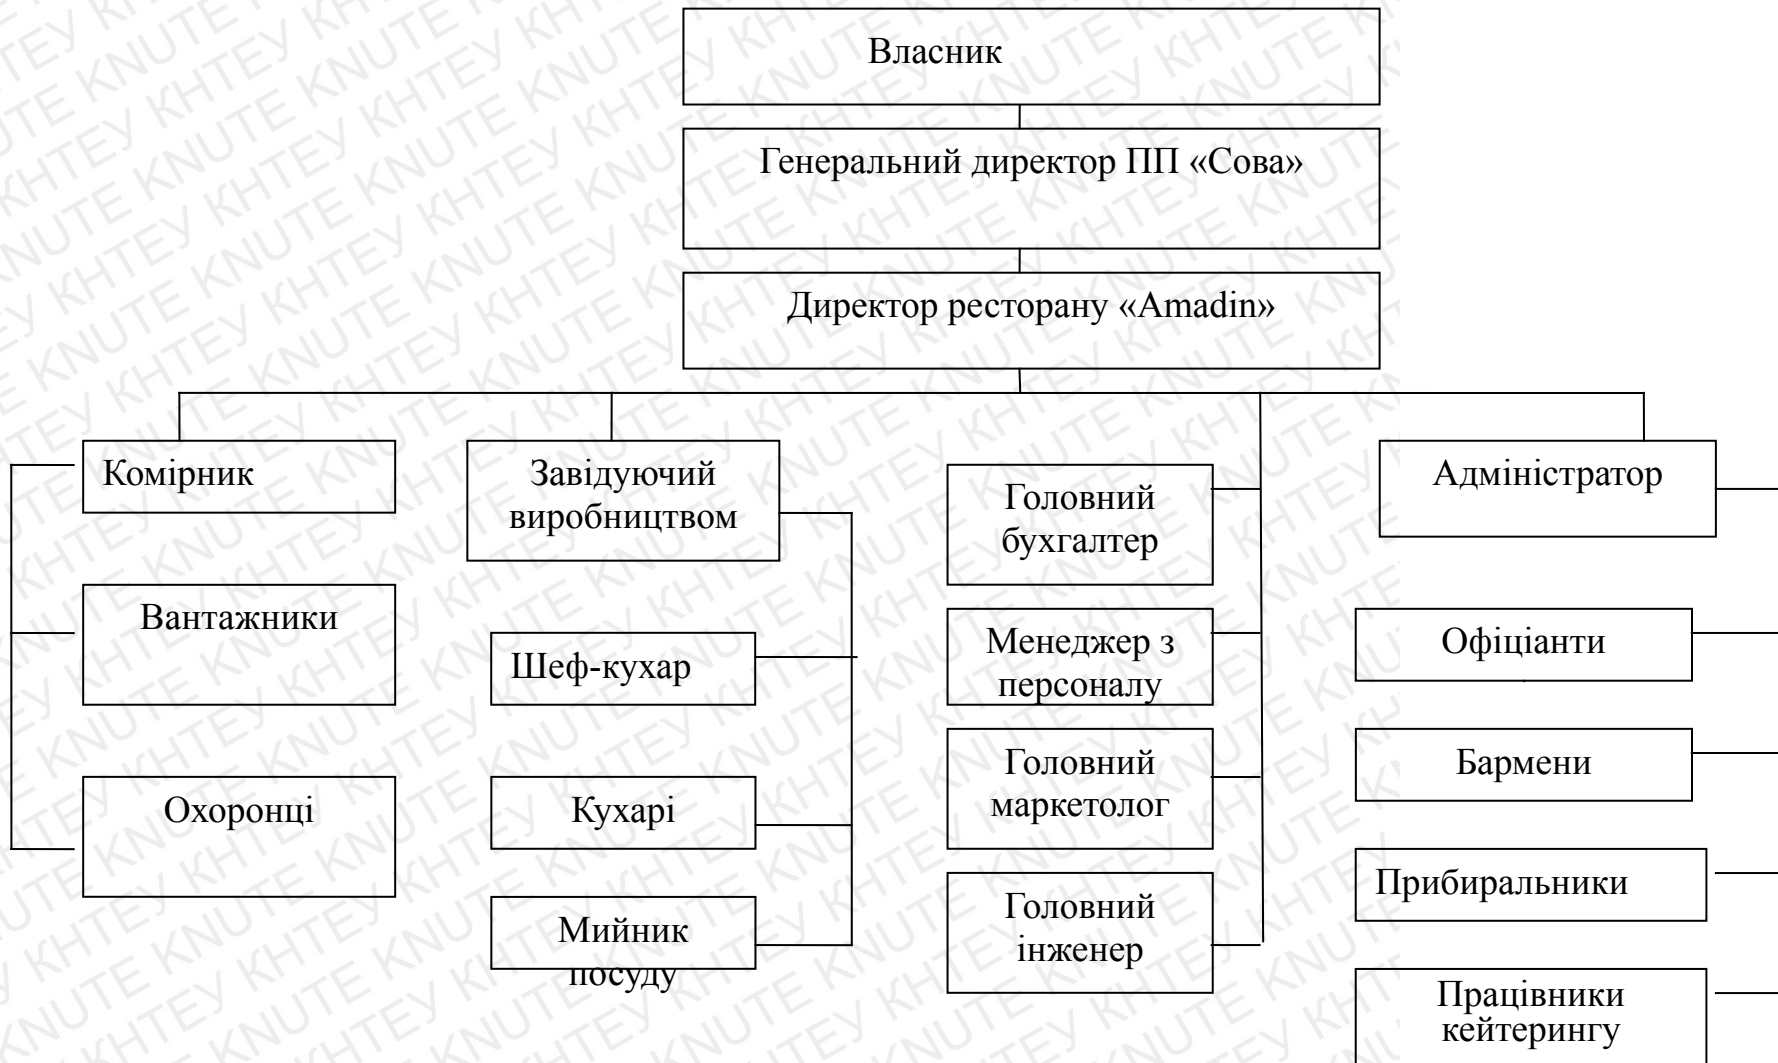 Власник
Генеральний директор ПП «Сова»
Директор ресторану «Amadin»
Комірник
Вантажники
Охоронці
Завідуючий
виробництвом
Шеф-кухар
Кухарі
Мийник
посуду
Головний
бухгалтер
Менеджер з
персоналу
Головний
маркетолог
Головний
інженер
Адміністратор
Офіціанти
Бармени
Прибиральники
Працівники
кейтерингу